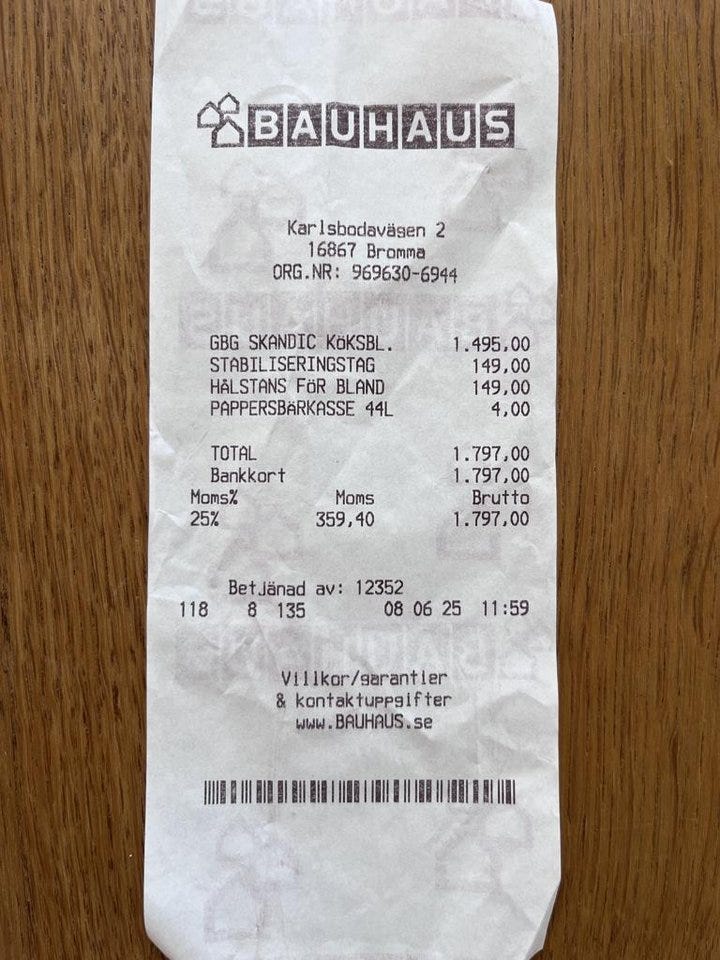 BAUHAUS
Karlsbodavägen 2
16867 Bromma
ORG.NR: 969630-6944
GBG SKANDIC KÖKSBL. 1.495,00
STABILISERINGSTAG 149,00
HÅLSTANS FÖR BLAND 149,00
PAPPERSBÄRKASSE 44L 4,00
TOTAL 1.797,00
Bankkort 1.797,00
Moms% Moms Brutto
25% 359,40 1.797,00
Betjänad av: 12352
118 8 135 08 06 25 11:59
Villkor/garantier
& kontaktuppgifter
www.BAUHAUS.se